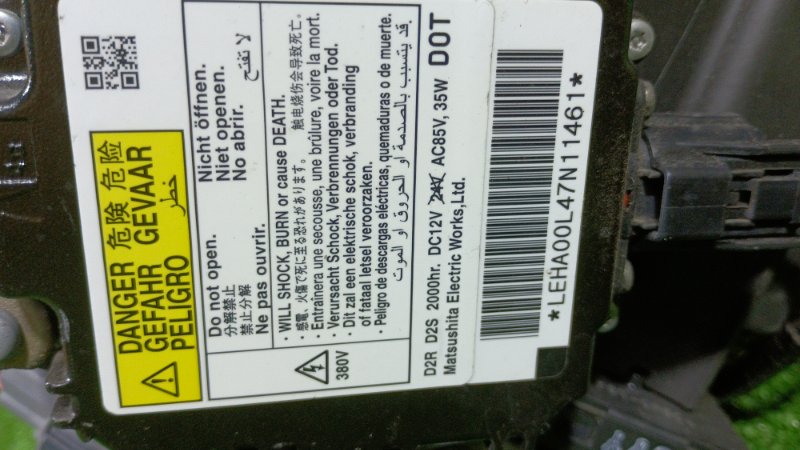 DANGER 危険 危险
GEFAHR GEVAAR
PELIGRO خطر
Do not open.
分解禁止
禁止分解
Ne pas ouvrir.
Nicht öffnen.
Niet openen.
No abrir.
لا تفتح
380V
・WILL SHOCK, BURN or cause DEATH.
・感電、火傷で死に至る恐れがあります。 触电烧伤会导致死亡。
・Entraînera une secousse, une brûlure, voire la mort.
・Verursacht Schock, Verbrennungen oder Tod.
・Dit zal een elektrische schok, verbranding
of fataal letsel veroorzaken.
・Peligro de descargas eléctricas, quemaduras o de muerte.
قد يتسبب بالصدمة او الحروق او الموت
D2R D2S 2000hr. DC12V 24V AC85V, 35W DOT
Matsushita Electric Works,Ltd.
*LEHA00L47N11461*
*